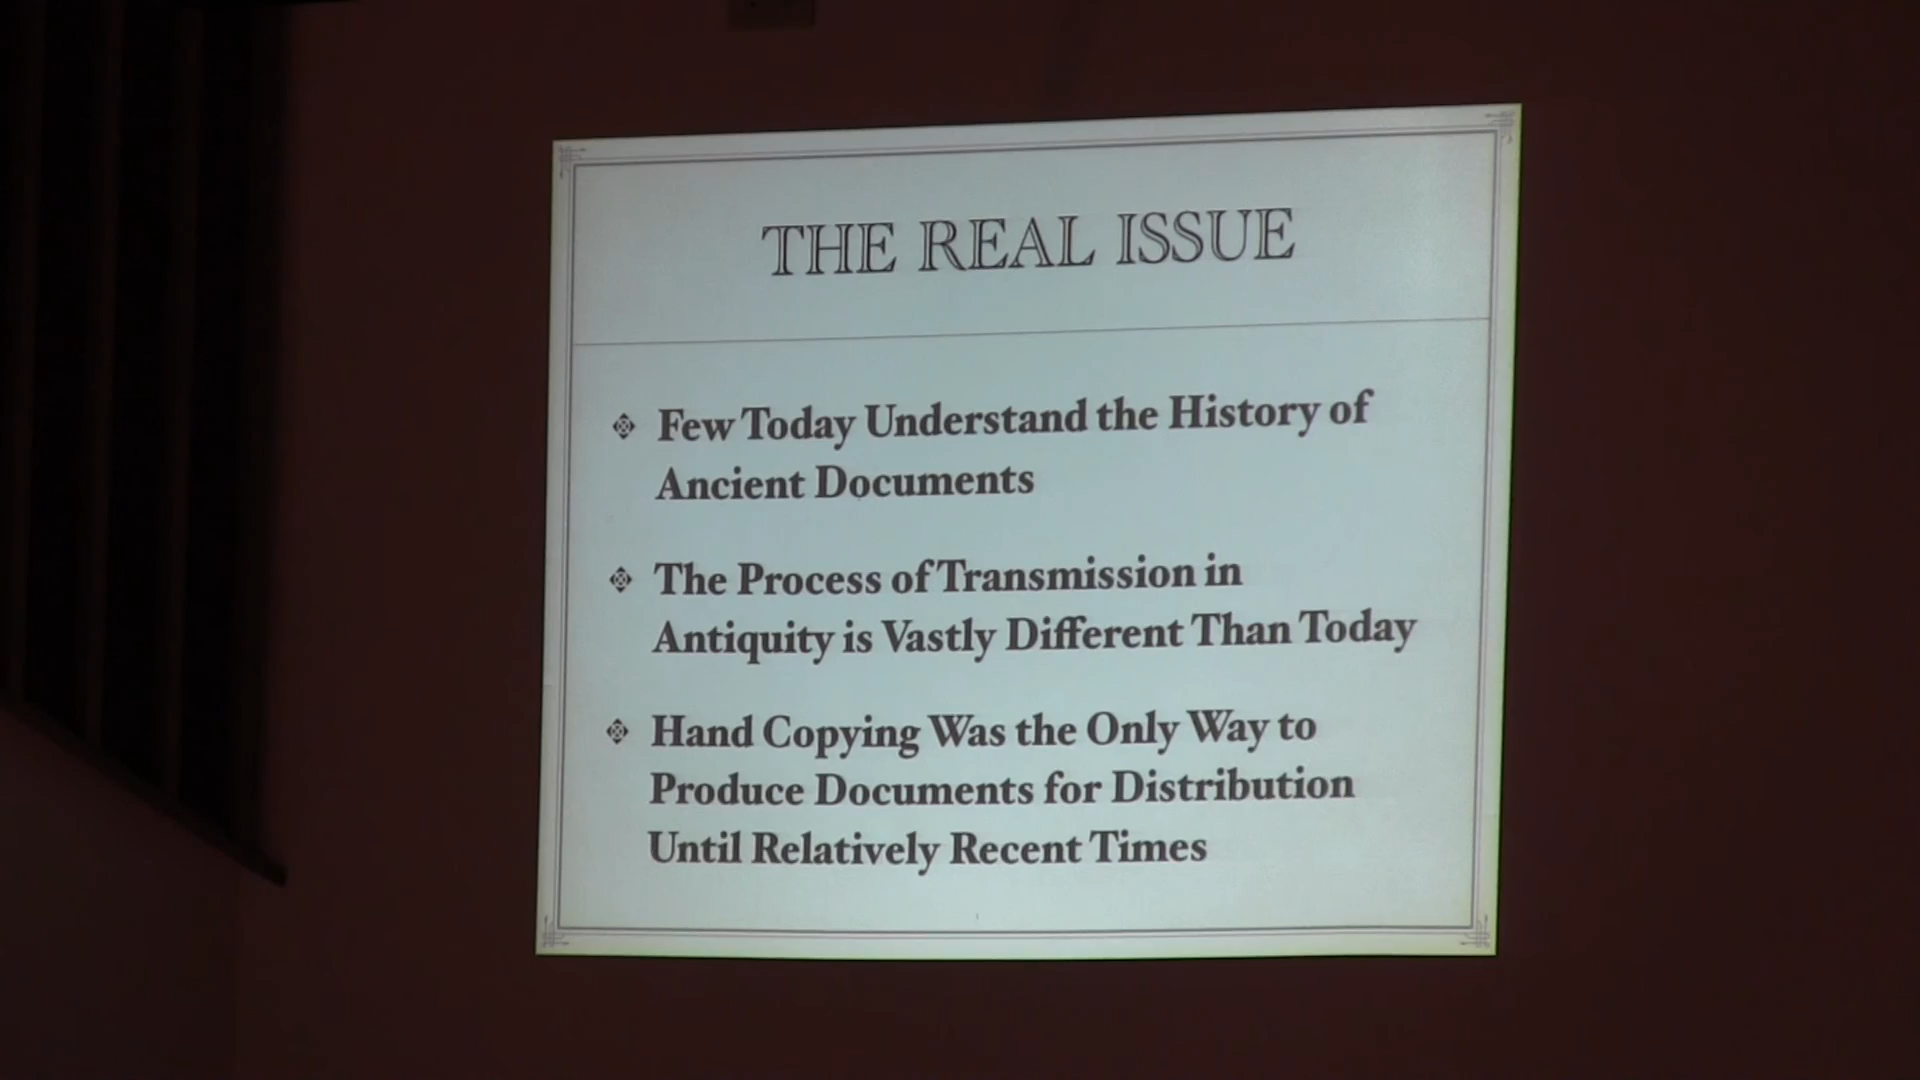 THE REAL ISSUE
Few Today Understand the History of
Ancient Documents
The Process of Transmission in
Antiquity is Vastly Different Than Today
Hand Copying Was the Only Way to
Produce Documents for Distribution
Until Relatively Recent Times